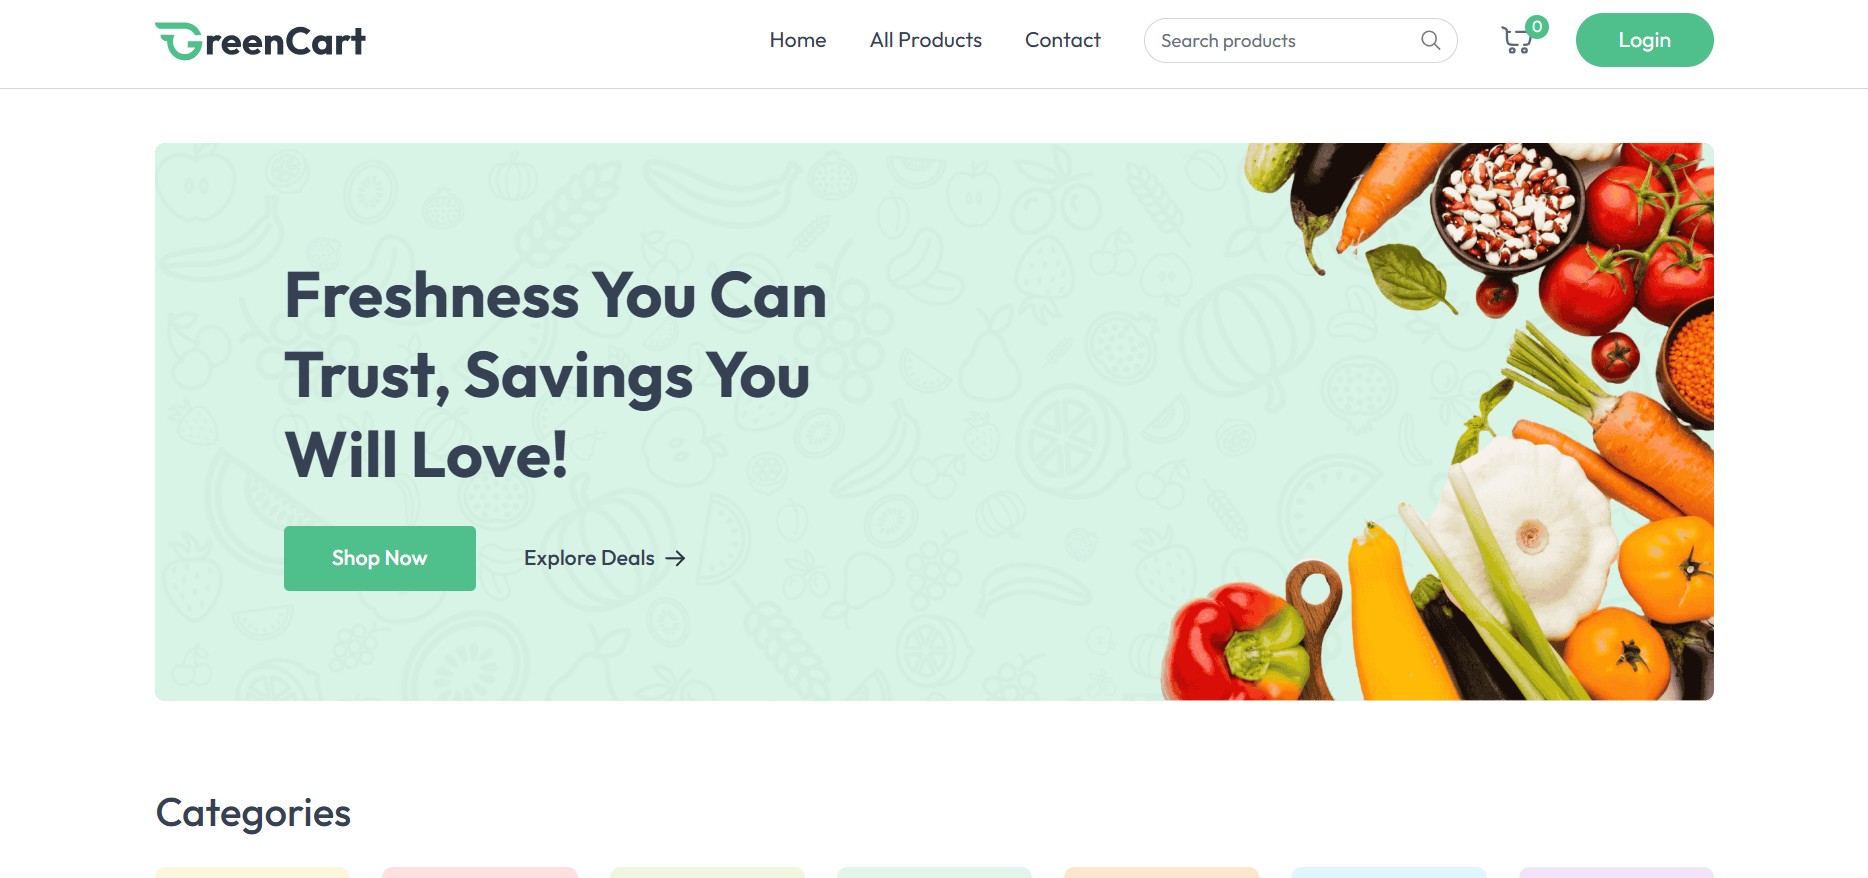 GreenCart
Home
All Products
Contact
Search products
0
Login
Freshness You Can
Trust, Savings You
Will Love!
Shop Now
Explore Deals
Categories